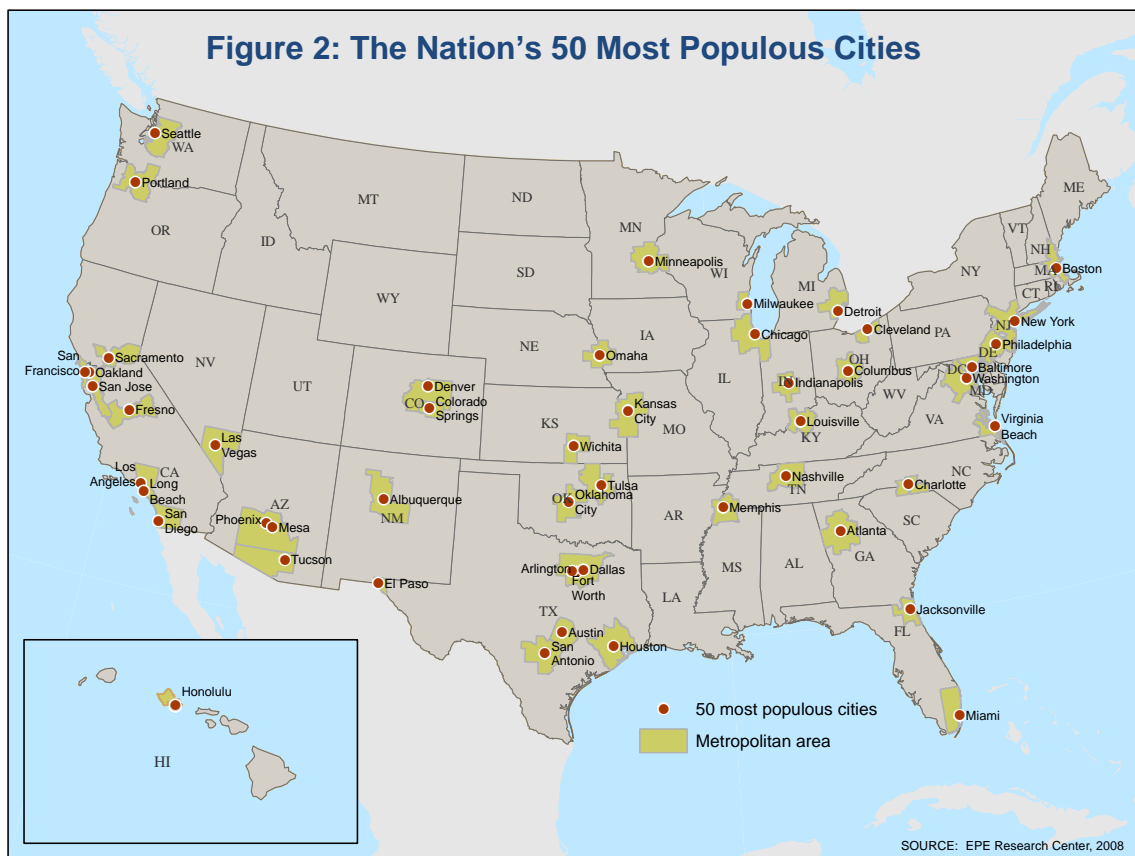 Figure 2: The Nation's 50 Most Populous Cities
Seattle
WA
Portland
OR
ID
MT
ND
MN
Minneapolis
SD
WY
WI
MI
ME
VT
NH
NY
MA
Boston
RI
CT
Milwaukee
Detroit
Chicago
Cleveland
PA
NJ
New York
Philadelphia
DE
Baltimore
DC
Washington
MD
San
Francisco
Sacramento
Oakland
San Jose
Fresno
NV
UT
CO
Denver
Colorado
Springs
NE
IA
Omaha
IL
IN
Indianapolis
OH
Columbus
WV
VA
Virginia
Beach
KS
Kansas
City
MO
Wichita
Louisville
KY
Las
Vegas
CA
Los
Angeles
Long
Beach
San
Diego
AZ
Phoenix
Mesa
Tucson
Albuquerque
NM
OK
Oklahoma
City
Tulsa
AR
Memphis
Nashville
TN
NC
Charlotte
SC
Atlanta
GA
AL
MS
LA
El Paso
Arlington
Dallas
Fort
Worth
TX
Austin
San
Antonio
Houston
Jacksonville
FL
Miami
Honolulu
HI
50 most populous cities
Metropolitan area
SOURCE: EPE Research Center, 2008